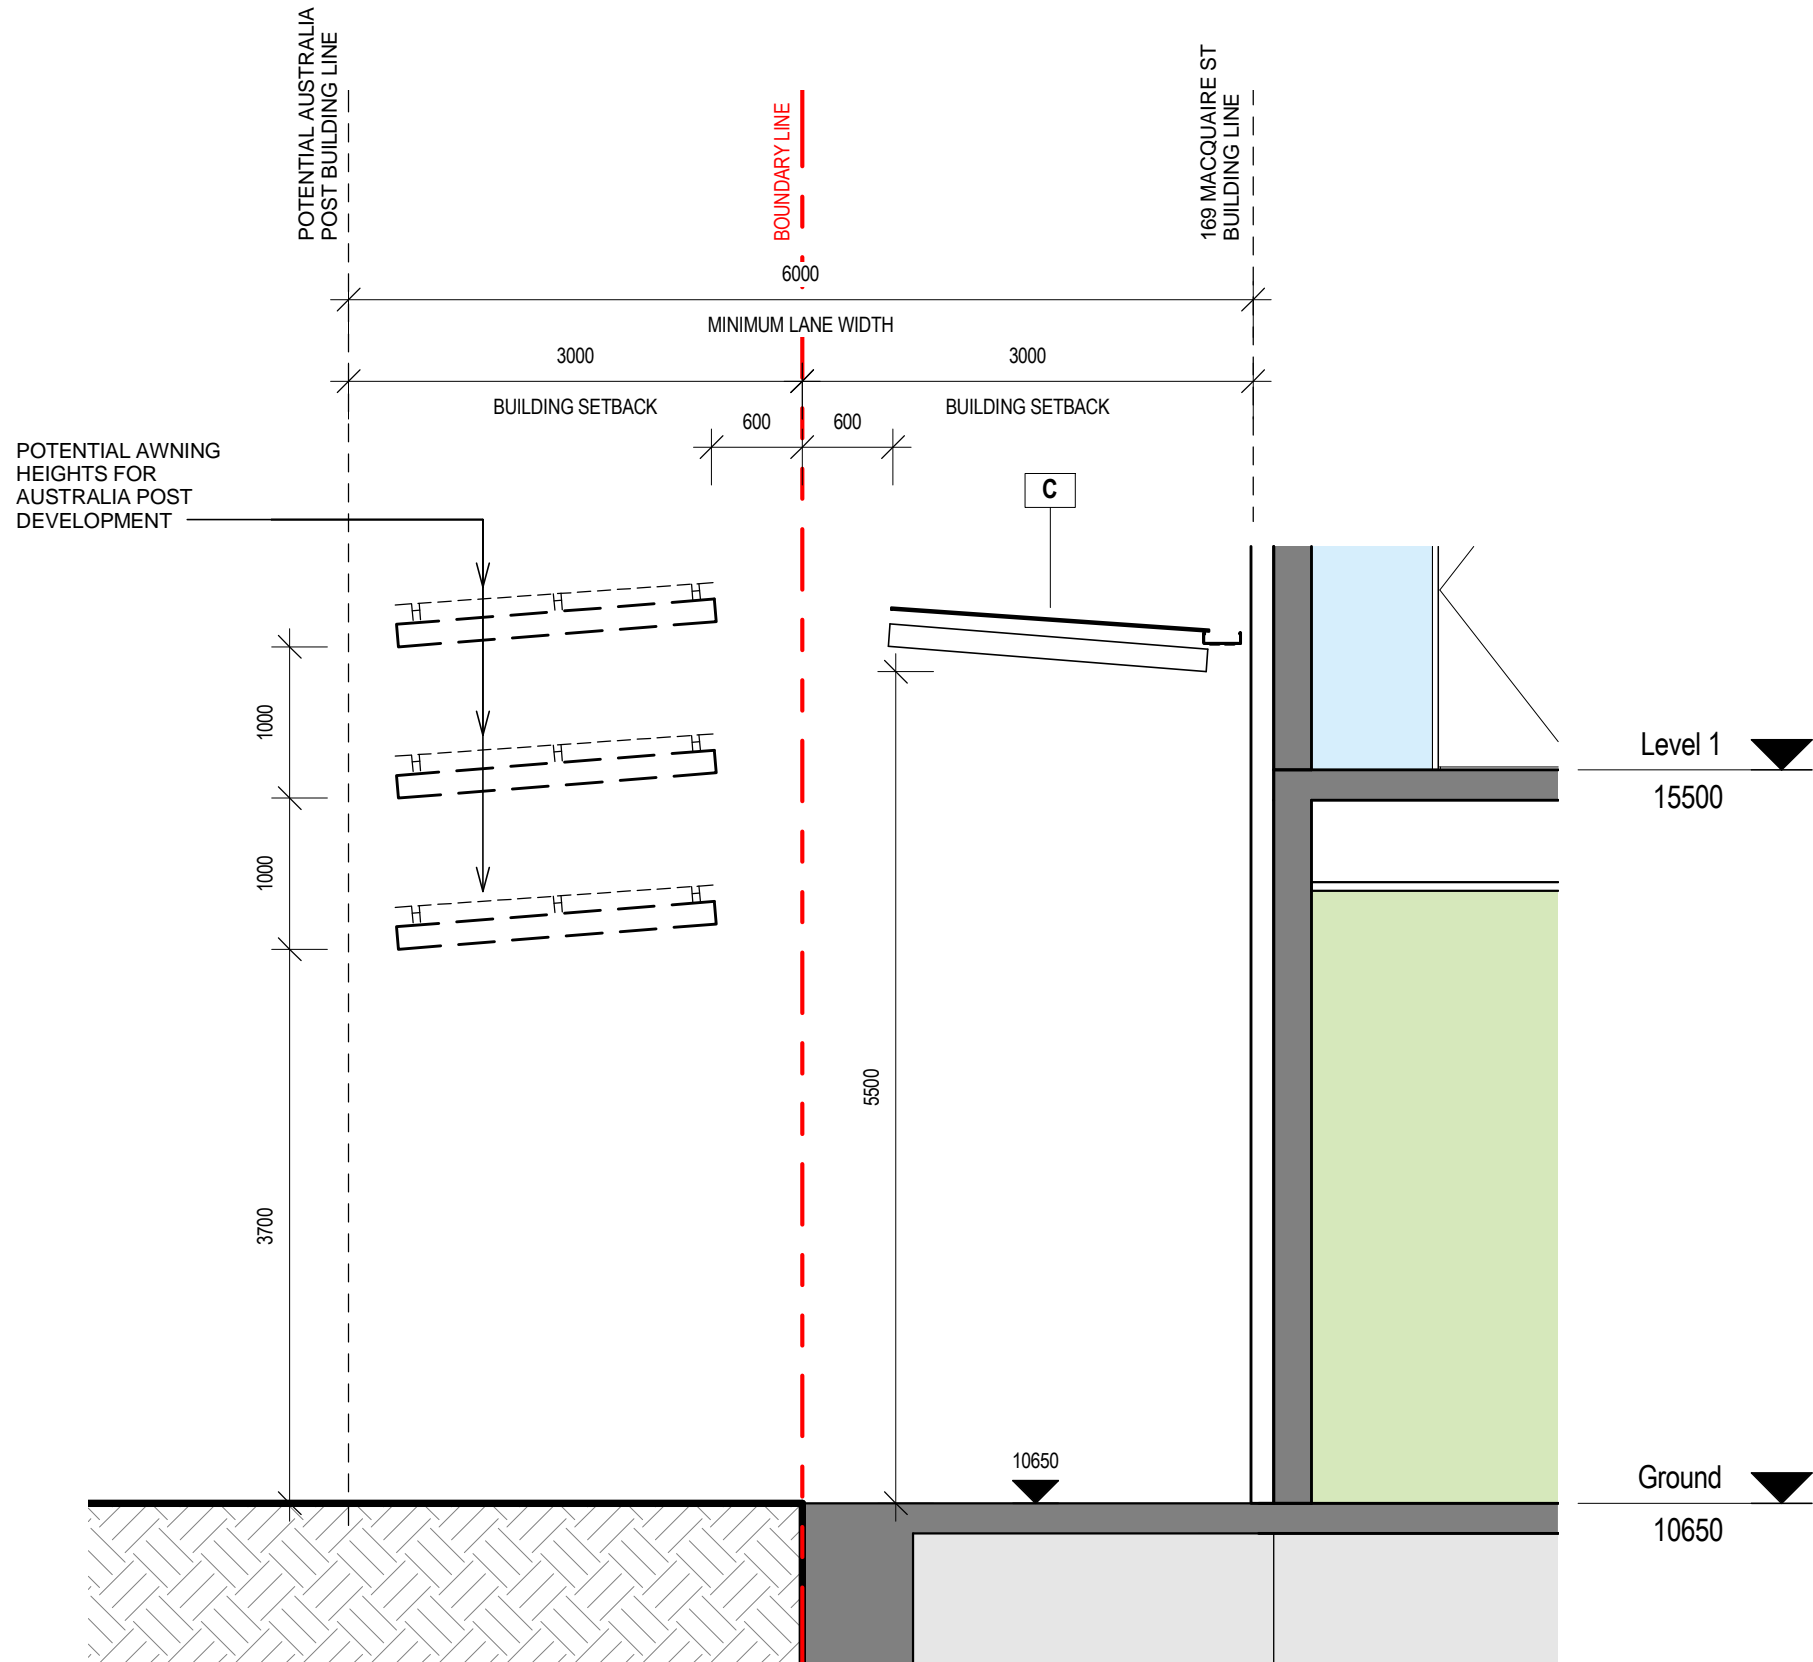 POTENTIAL AUSTRALIA
POST BUILDING LINE
BOUNDARY LINE
169 MACQUAIRE ST
BUILDING LINE
6000
MINIMUM LANE WIDTH
3000
3000
BUILDING SETBACK
BUILDING SETBACK
600
600
POTENTIAL AWNING
HEIGHTS FOR
AUSTRALIA POST
DEVELOPMENT
C
1000
Level 1
15500
1000
5500
3700
10650
Ground
10650